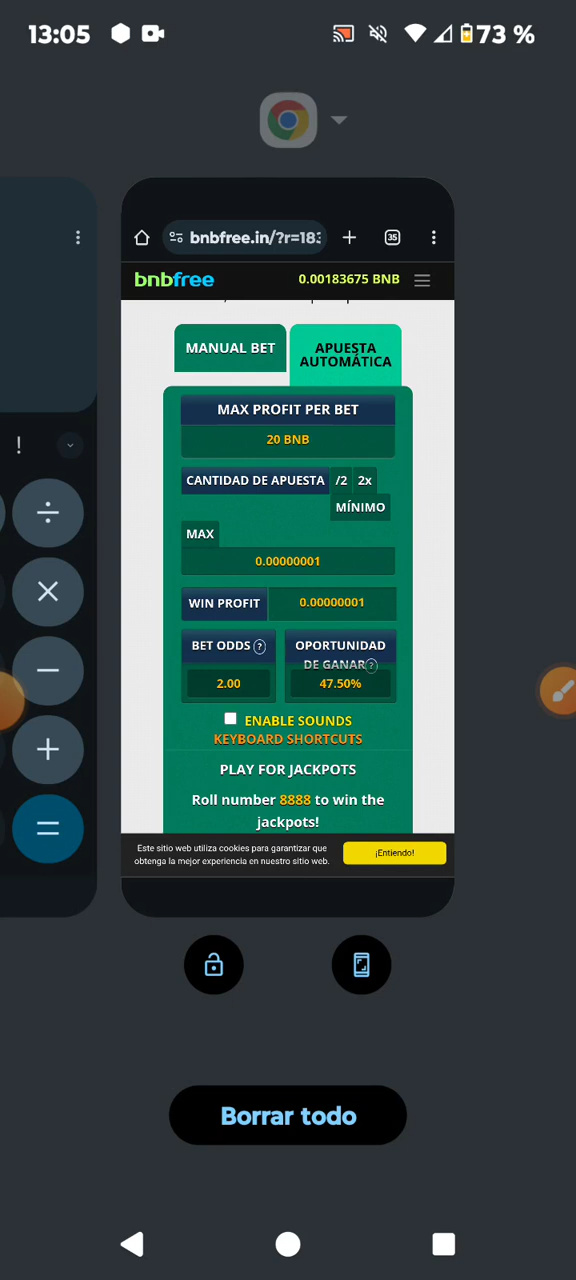 13:05
73 %
bnbfree.in/?r=183
35
bnbfree
0.00183675 BNB
MANUAL BET
APUESTA
AUTOMÁTICA
MAX PROFIT PER BET
20 BNB
CANTIDAD DE APUESTA
/2
2x
MÍNIMO
MAX
0.00000001
WIN PROFIT
0.00000001
BET ODDS ?
OPORTUNIDAD
DE GANAR ?
2.00
47.50%
ENABLE SOUNDS
KEYBOARD SHORTCUTS
PLAY FOR JACKPOTS
Roll number 8888 to win the
jackpots!
Este sitio web utiliza cookies para garantizar que
obtenga la mejor experiencia en nuestro sitio web.
¡Entiendo!
!
÷
×
−
+
=
Borrar todo